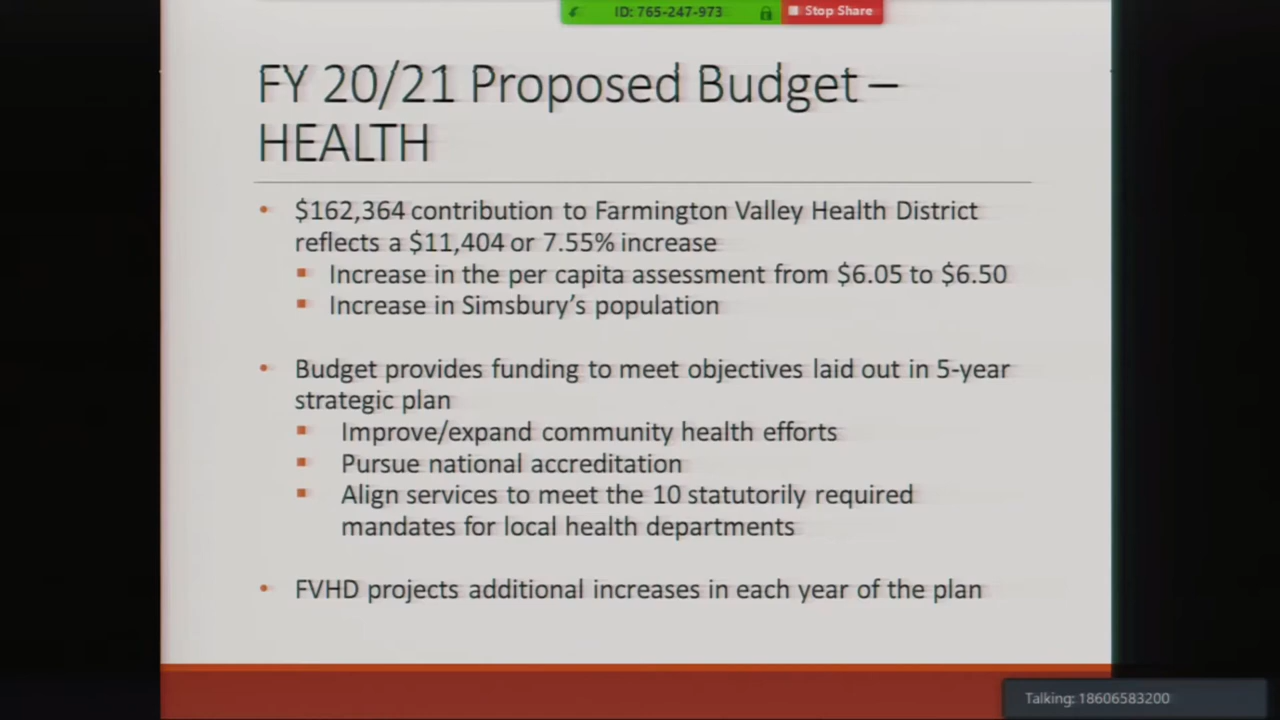 ID: 765-247-973
Stop Share
FY 20/21 Proposed Budget –
HEALTH
• $162,364 contribution to Farmington Valley Health District
reflects a $11,404 or 7.55% increase
▪ Increase in the per capita assessment from $6.05 to $6.50
▪ Increase in Simsbury's population
• Budget provides funding to meet objectives laid out in 5-year
strategic plan
▪ Improve/expand community health efforts
▪ Pursue national accreditation
▪ Align services to meet the 10 statutorily required
mandates for local health departments
• FVHD projects additional increases in each year of the plan
Talking: 18606583200